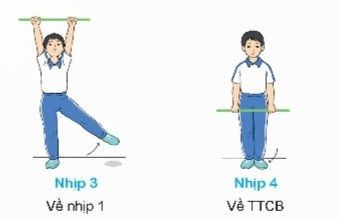 Nhịp 3
Về nhịp 1
Nhịp 4
Về TTCB